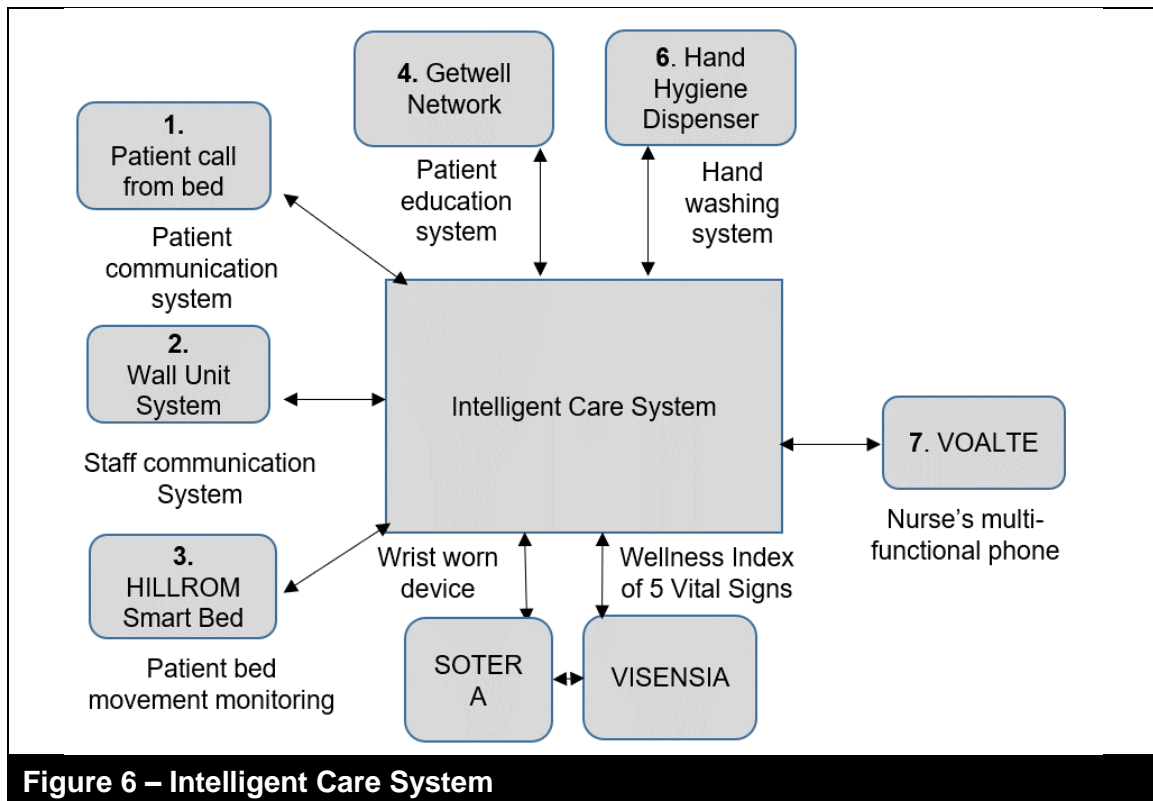 1.
Patient call
from bed
Patient
communication
system
2.
Wall Unit
System
Staff communication
System
3.
HILLROM
Smart Bed
Patient bed
movement monitoring
4. Getwell
Network
Patient
education
system
6. Hand
Hygiene
Dispenser
Hand
washing
system
Intelligent Care System
7. VOALTE
Nurse's multi-
functional phone
Wrist worn
device
Wellness Index
of 5 Vital Signs
SOTER
A
VISENSIA
Figure 6 – Intelligent Care System